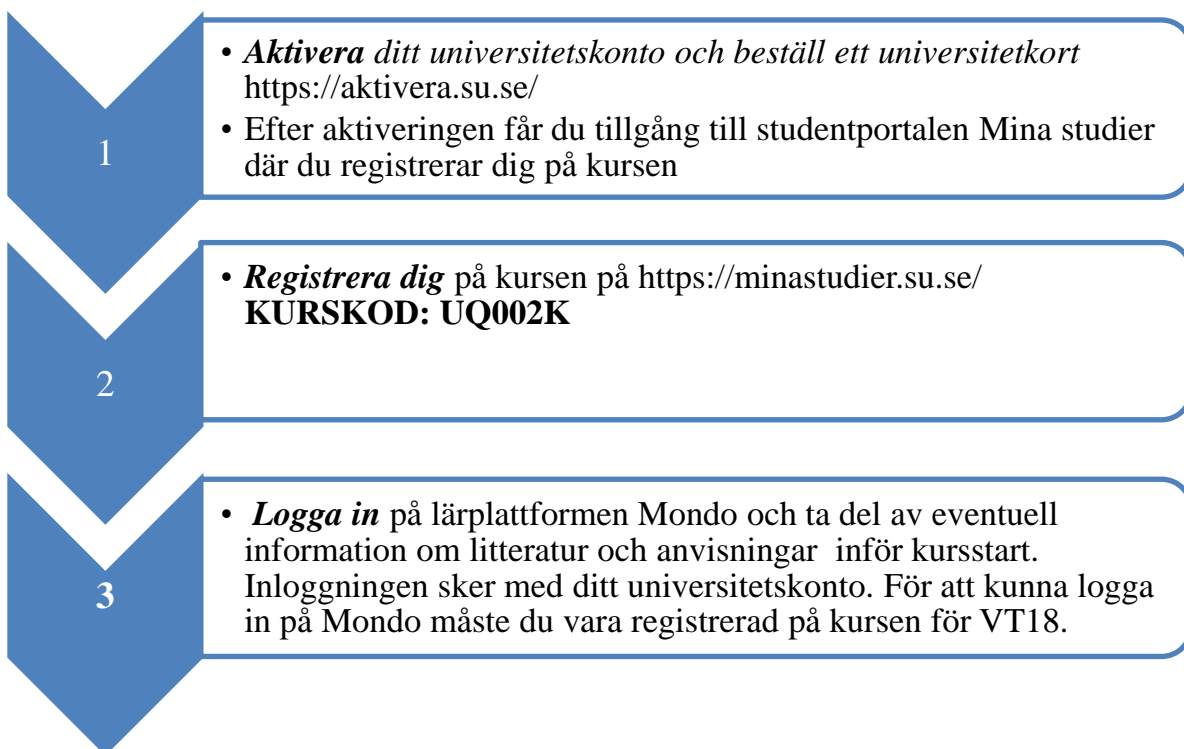 1
• Aktivera ditt universitetskonto och beställ ett universitetkort
https://aktivera.su.se/
• Efter aktiveringen får du tillgång till studentportalen Mina studier
där du registrerar dig på kursen
2
• Registrera dig på kursen på https://minastudier.su.se/
KURSKOD: UQ002K
3
• Logga in på lärplattformen Mondo och ta del av eventuell
information om litteratur och anvisningar inför kursstart.
Inloggningen sker med ditt universitetskonto. För att kunna logga
in på Mondo måste du vara registrerad på kursen för VT18.